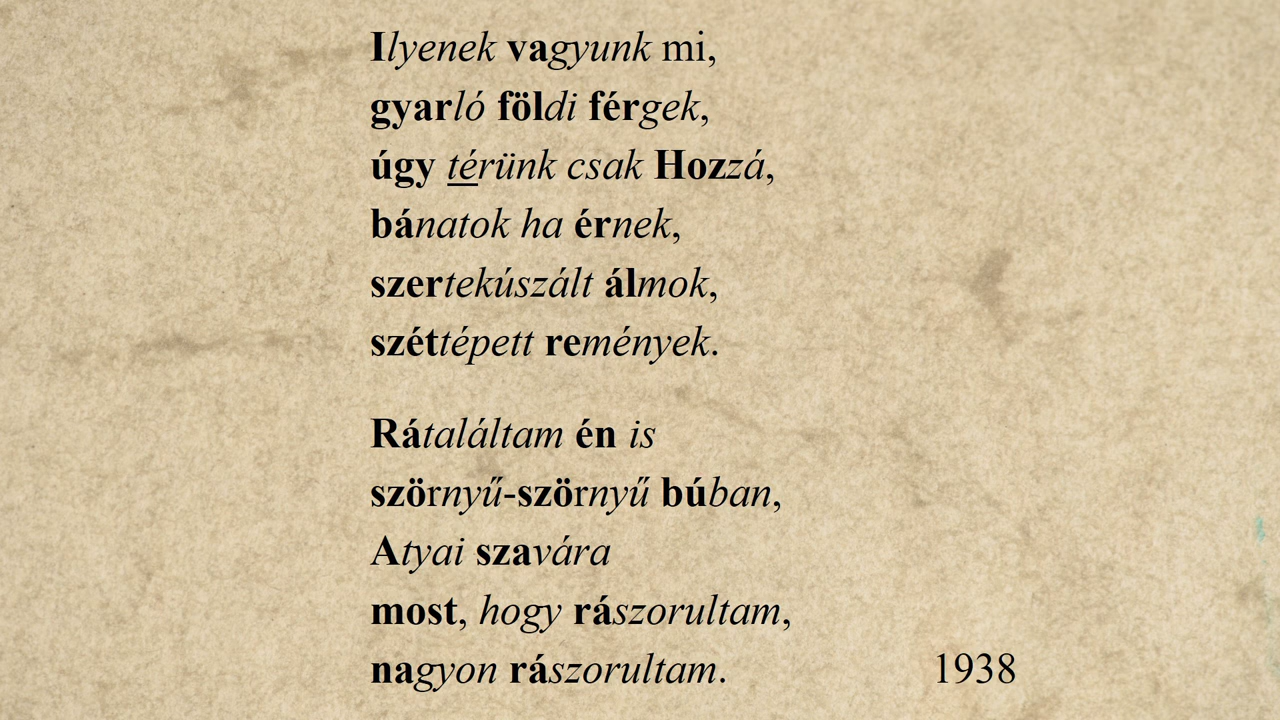 Ilyenek vagyunk mi,
gyarló földi férgek,
úgy térünk csak Hozzá,
bánatok ha érnek,
szertekúszált álmok,
széttépett remények.
Rátaláltam én is
szörnyű-szörnyű búban,
Atyai szavára
most, hogy rászorultam,
nagyon rászorultam. 1938